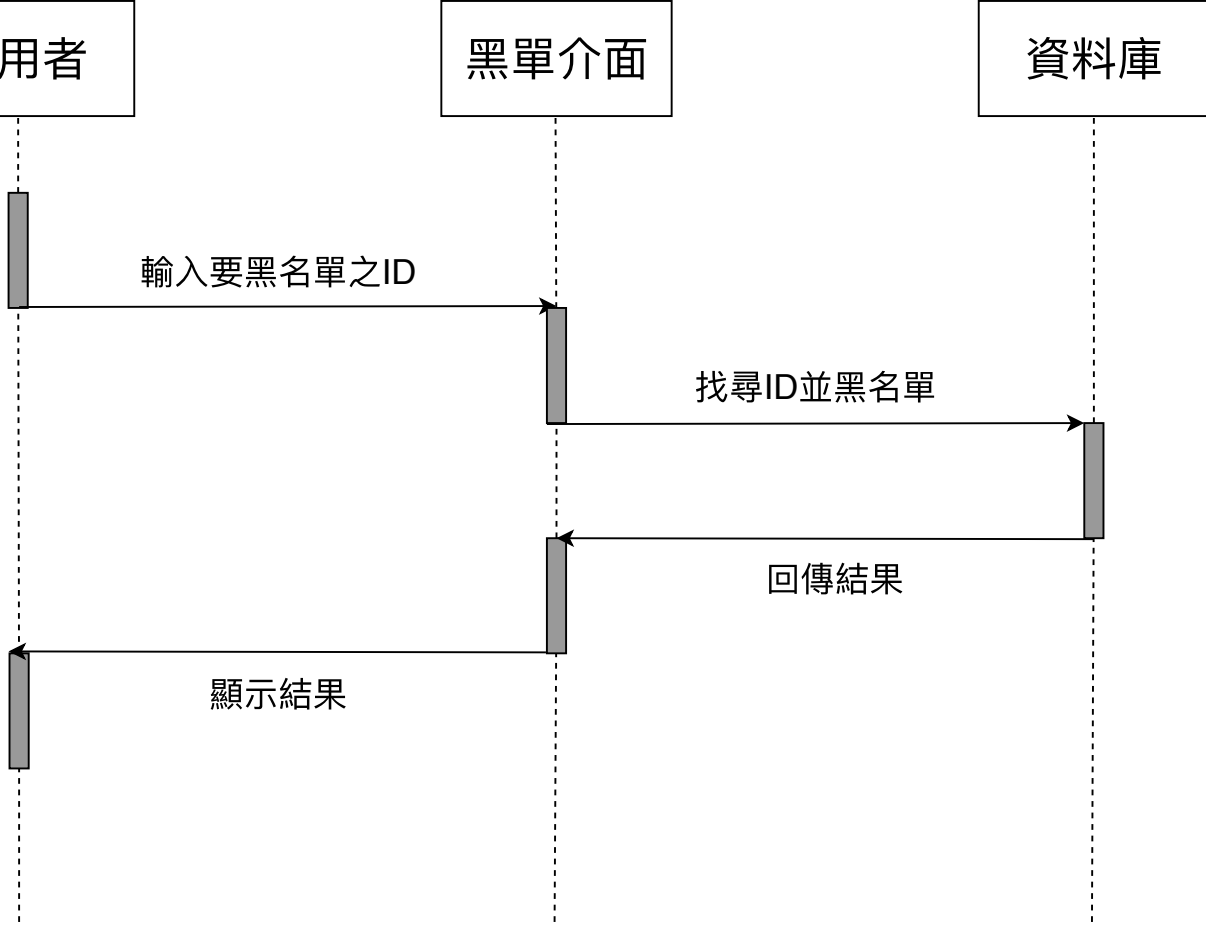 用者
黑單介面
資料庫
輸入要黑名單之ID
找尋ID並黑名單
回傳結果
顯示結果